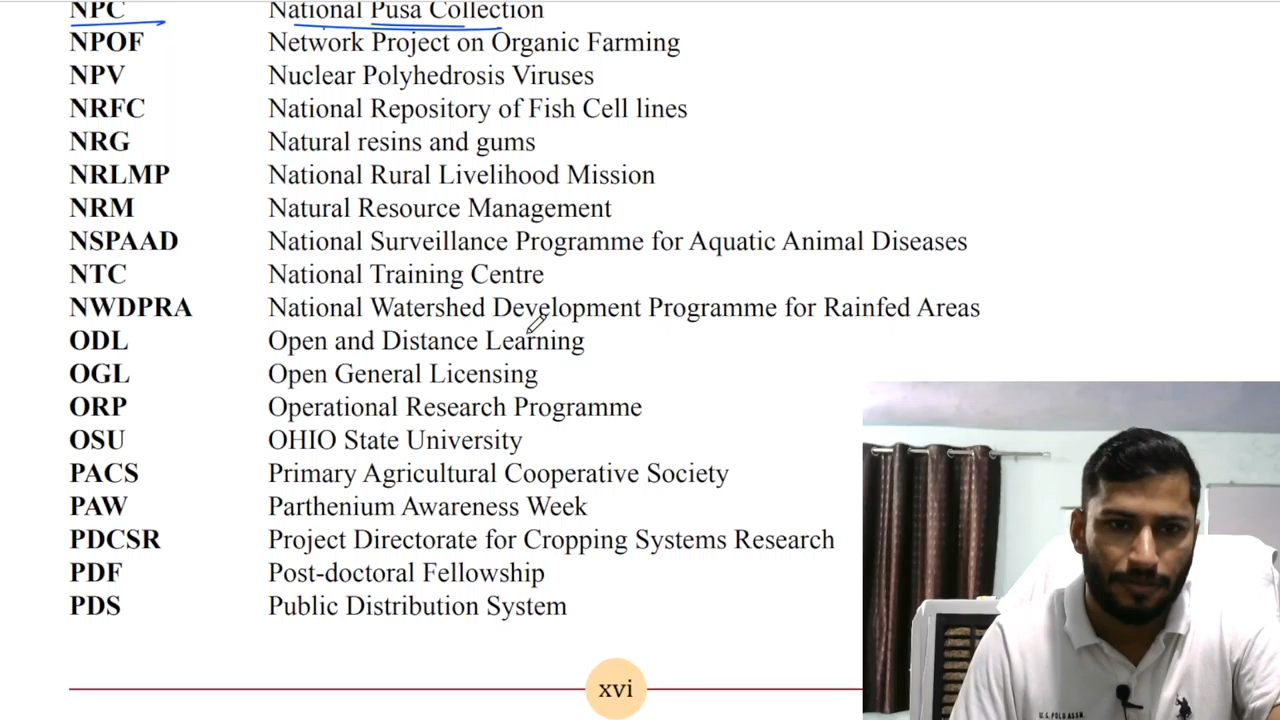 NPC National Pusa Collection
NPOF Network Project on Organic Farming
NPV Nuclear Polyhedrosis Viruses
NRFC National Repository of Fish Cell lines
NRG Natural resins and gums
NRLMP National Rural Livelihood Mission
NRM Natural Resource Management
NSPAAD National Surveillance Programme for Aquatic Animal Diseases
NTC National Training Centre
NWDPRA National Watershed Development Programme for Rainfed Areas
ODL Open and Distance Learning
OGL Open General Licensing
ORP Operational Research Programme
OSU OHIO State University
PACS Primary Agricultural Cooperative Society
PAW Parthenium Awareness Week
PDCSR Project Directorate for Cropping Systems Research
PDF Post-doctoral Fellowship
PDS Public Distribution System
xvi
U.S. POLO ASSN.